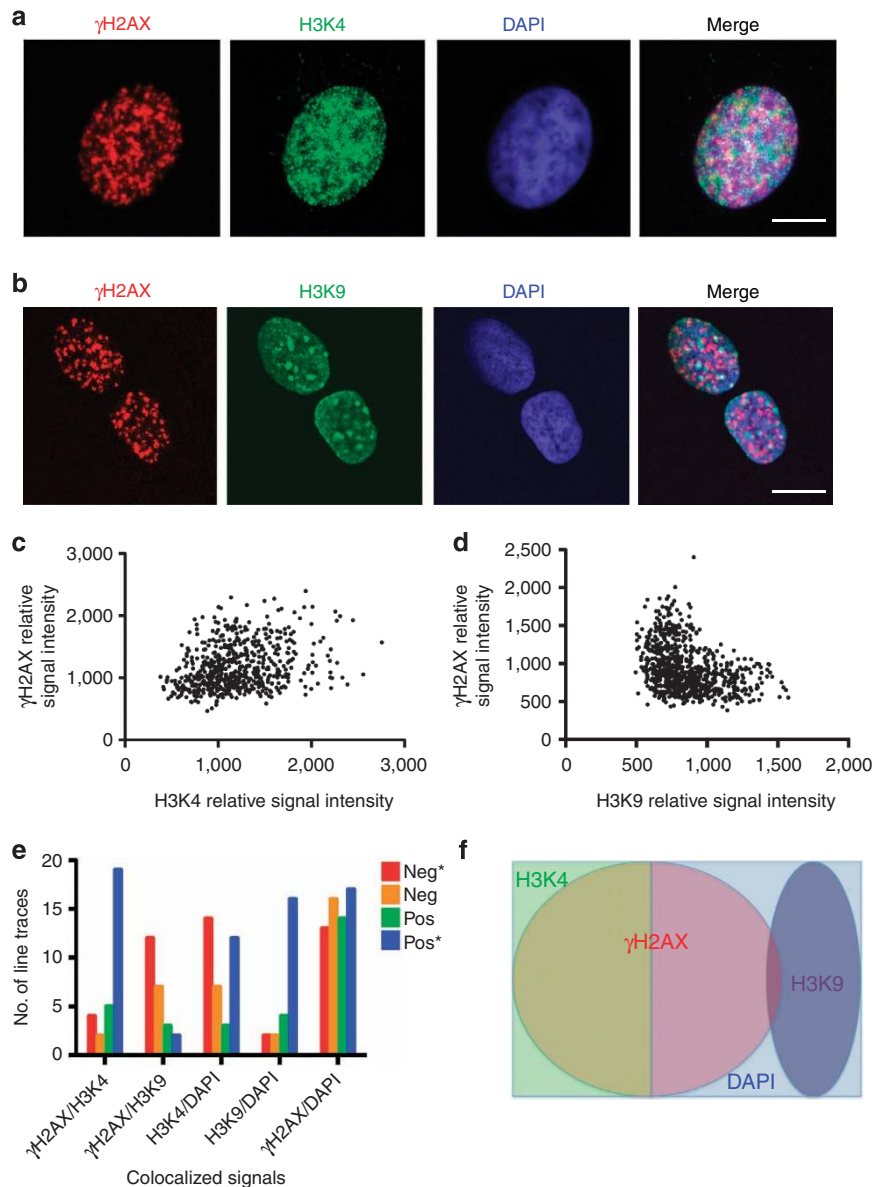 a
γH2AX H3K4 DAPI Merge
b
γH2AX H3K9 DAPI Merge
c
3,000
2,000
1,000
0
γH2AX relative
signal intensity
0 1,000 2,000 3,000
H3K4 relative signal intensity
d
2,500
2,000
1,500
1,000
500
0
γH2AX relative
signal intensity
0 500 1,000 1,500 2,000
H3K9 relative signal intensity
e
20
15
10
5
0
No. of line traces
Neg*
Neg
Pos
Pos*
γH2AX/H3K4
γH2AX/H3K9
H3K4/DAPI
H3K9/DAPI
γH2AX/DAPI
Colocalized signals
f
H3K4
γH2AX
H3K9
DAPI